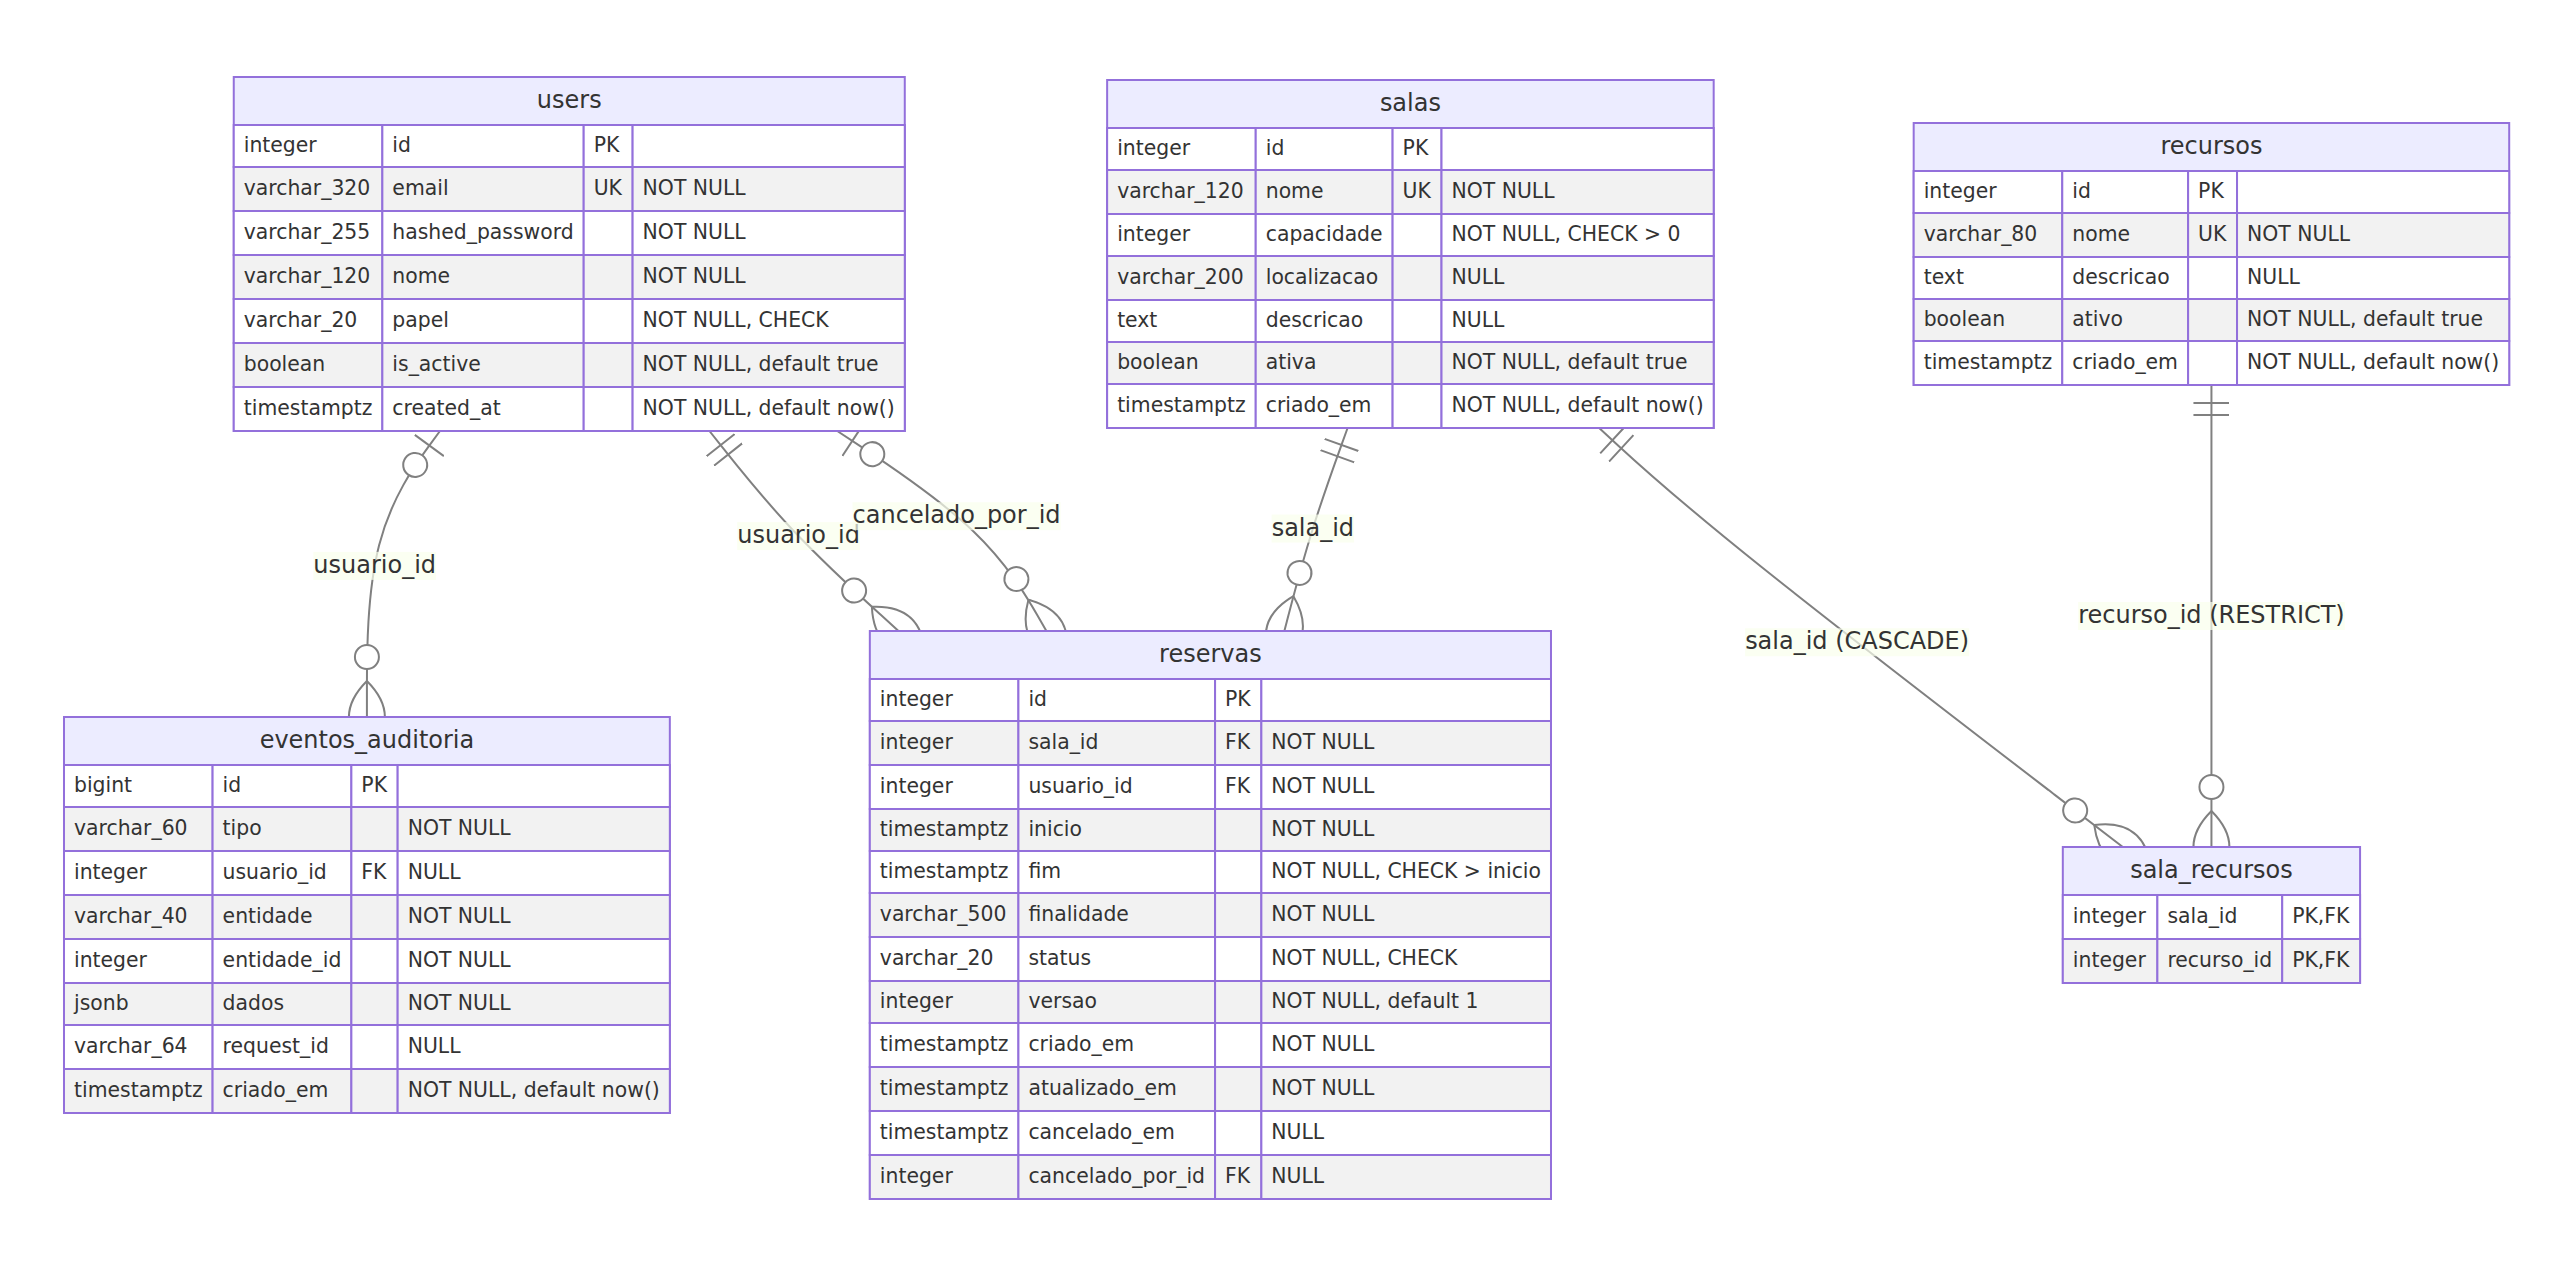 users
integer id PK
varchar_320 email UK NOT NULL
varchar_255 hashed_password NOT NULL
varchar_120 nome NOT NULL
varchar_20 papel NOT NULL, CHECK
boolean is_active NOT NULL, default true
timestamptz created_at NOT NULL, default now()
salas
integer id PK
varchar_120 nome UK NOT NULL
integer capacidade NOT NULL, CHECK > 0
varchar_200 localizacao NULL
text descricao NULL
boolean ativa NOT NULL, default true
timestamptz criado_em NOT NULL, default now()
recursos
integer id PK
varchar_80 nome UK NOT NULL
text descricao NULL
boolean ativo NOT NULL, default true
timestamptz criado_em NOT NULL, default now()
usuario_id
usuario_id
cancelado_por_id
sala_id
sala_id (CASCADE)
recurso_id (RESTRICT)
eventos_auditoria
bigint id PK
varchar_60 tipo NOT NULL
integer usuario_id FK NULL
varchar_40 entidade NOT NULL
integer entidade_id NOT NULL
jsonb dados NOT NULL
varchar_64 request_id NULL
timestamptz criado_em NOT NULL, default now()
reservas
integer id PK
integer sala_id FK NOT NULL
integer usuario_id FK NOT NULL
timestamptz inicio NOT NULL
timestamptz fim NOT NULL, CHECK > inicio
varchar_500 finalidade NOT NULL
varchar_20 status NOT NULL, CHECK
integer versao NOT NULL, default 1
timestamptz criado_em NOT NULL
timestamptz atualizado_em NOT NULL
timestamptz cancelado_em NULL
integer cancelado_por_id FK NULL
sala_recursos
integer sala_id PK,FK
integer recurso_id PK,FK